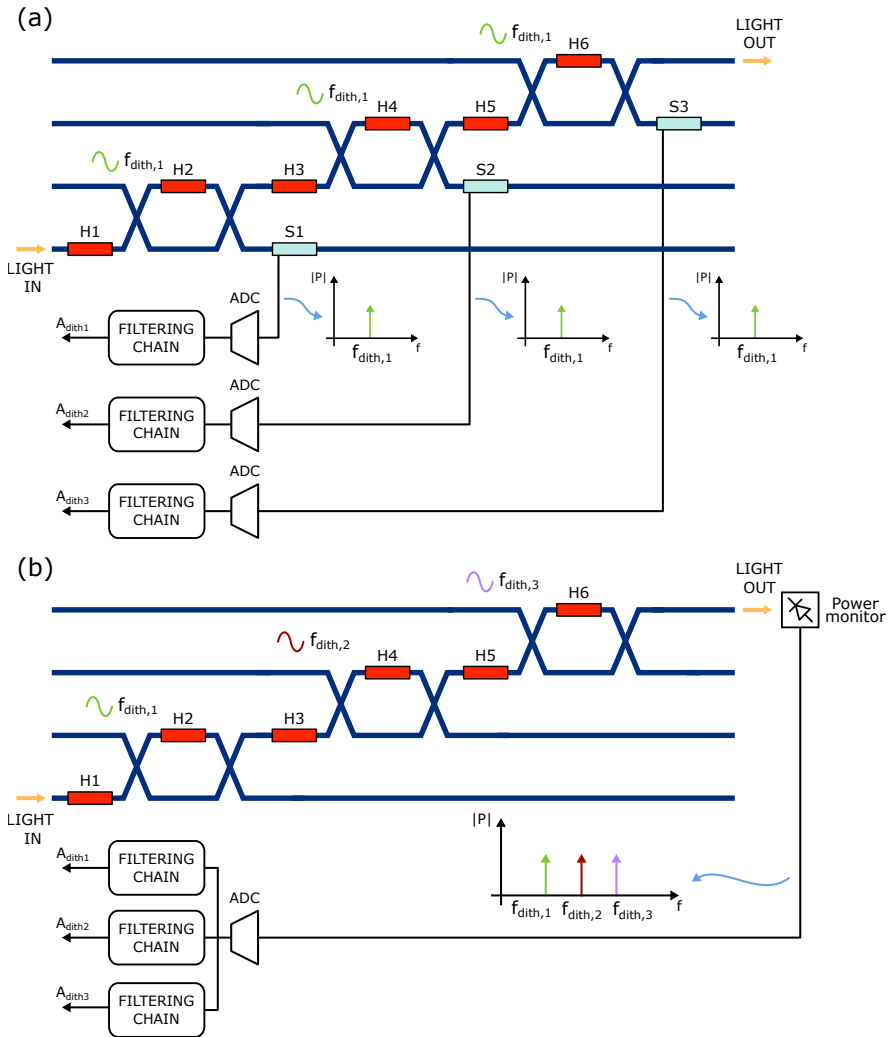 (a)
f_dith,1
H6
LIGHT
OUT
f_dith,1
H4
H5
S3
f_dith,1
H2
H3
S2
H1
S1
LIGHT
IN
|P|
f_dith,1
f
|P|
f_dith,1
f
|P|
f_dith,1
f
A_dith1
FILTERING
CHAIN
ADC
A_dith2
FILTERING
CHAIN
ADC
A_dith3
FILTERING
CHAIN
ADC
(b)
f_dith,3
H6
LIGHT
OUT
Power
monitor
f_dith,2
H4
H5
f_dith,1
H2
H3
H1
LIGHT
IN
|P|
f_dith,1
f_dith,2
f_dith,3
f
A_dith1
FILTERING
CHAIN
A_dith2
FILTERING
CHAIN
ADC
A_dith3
FILTERING
CHAIN